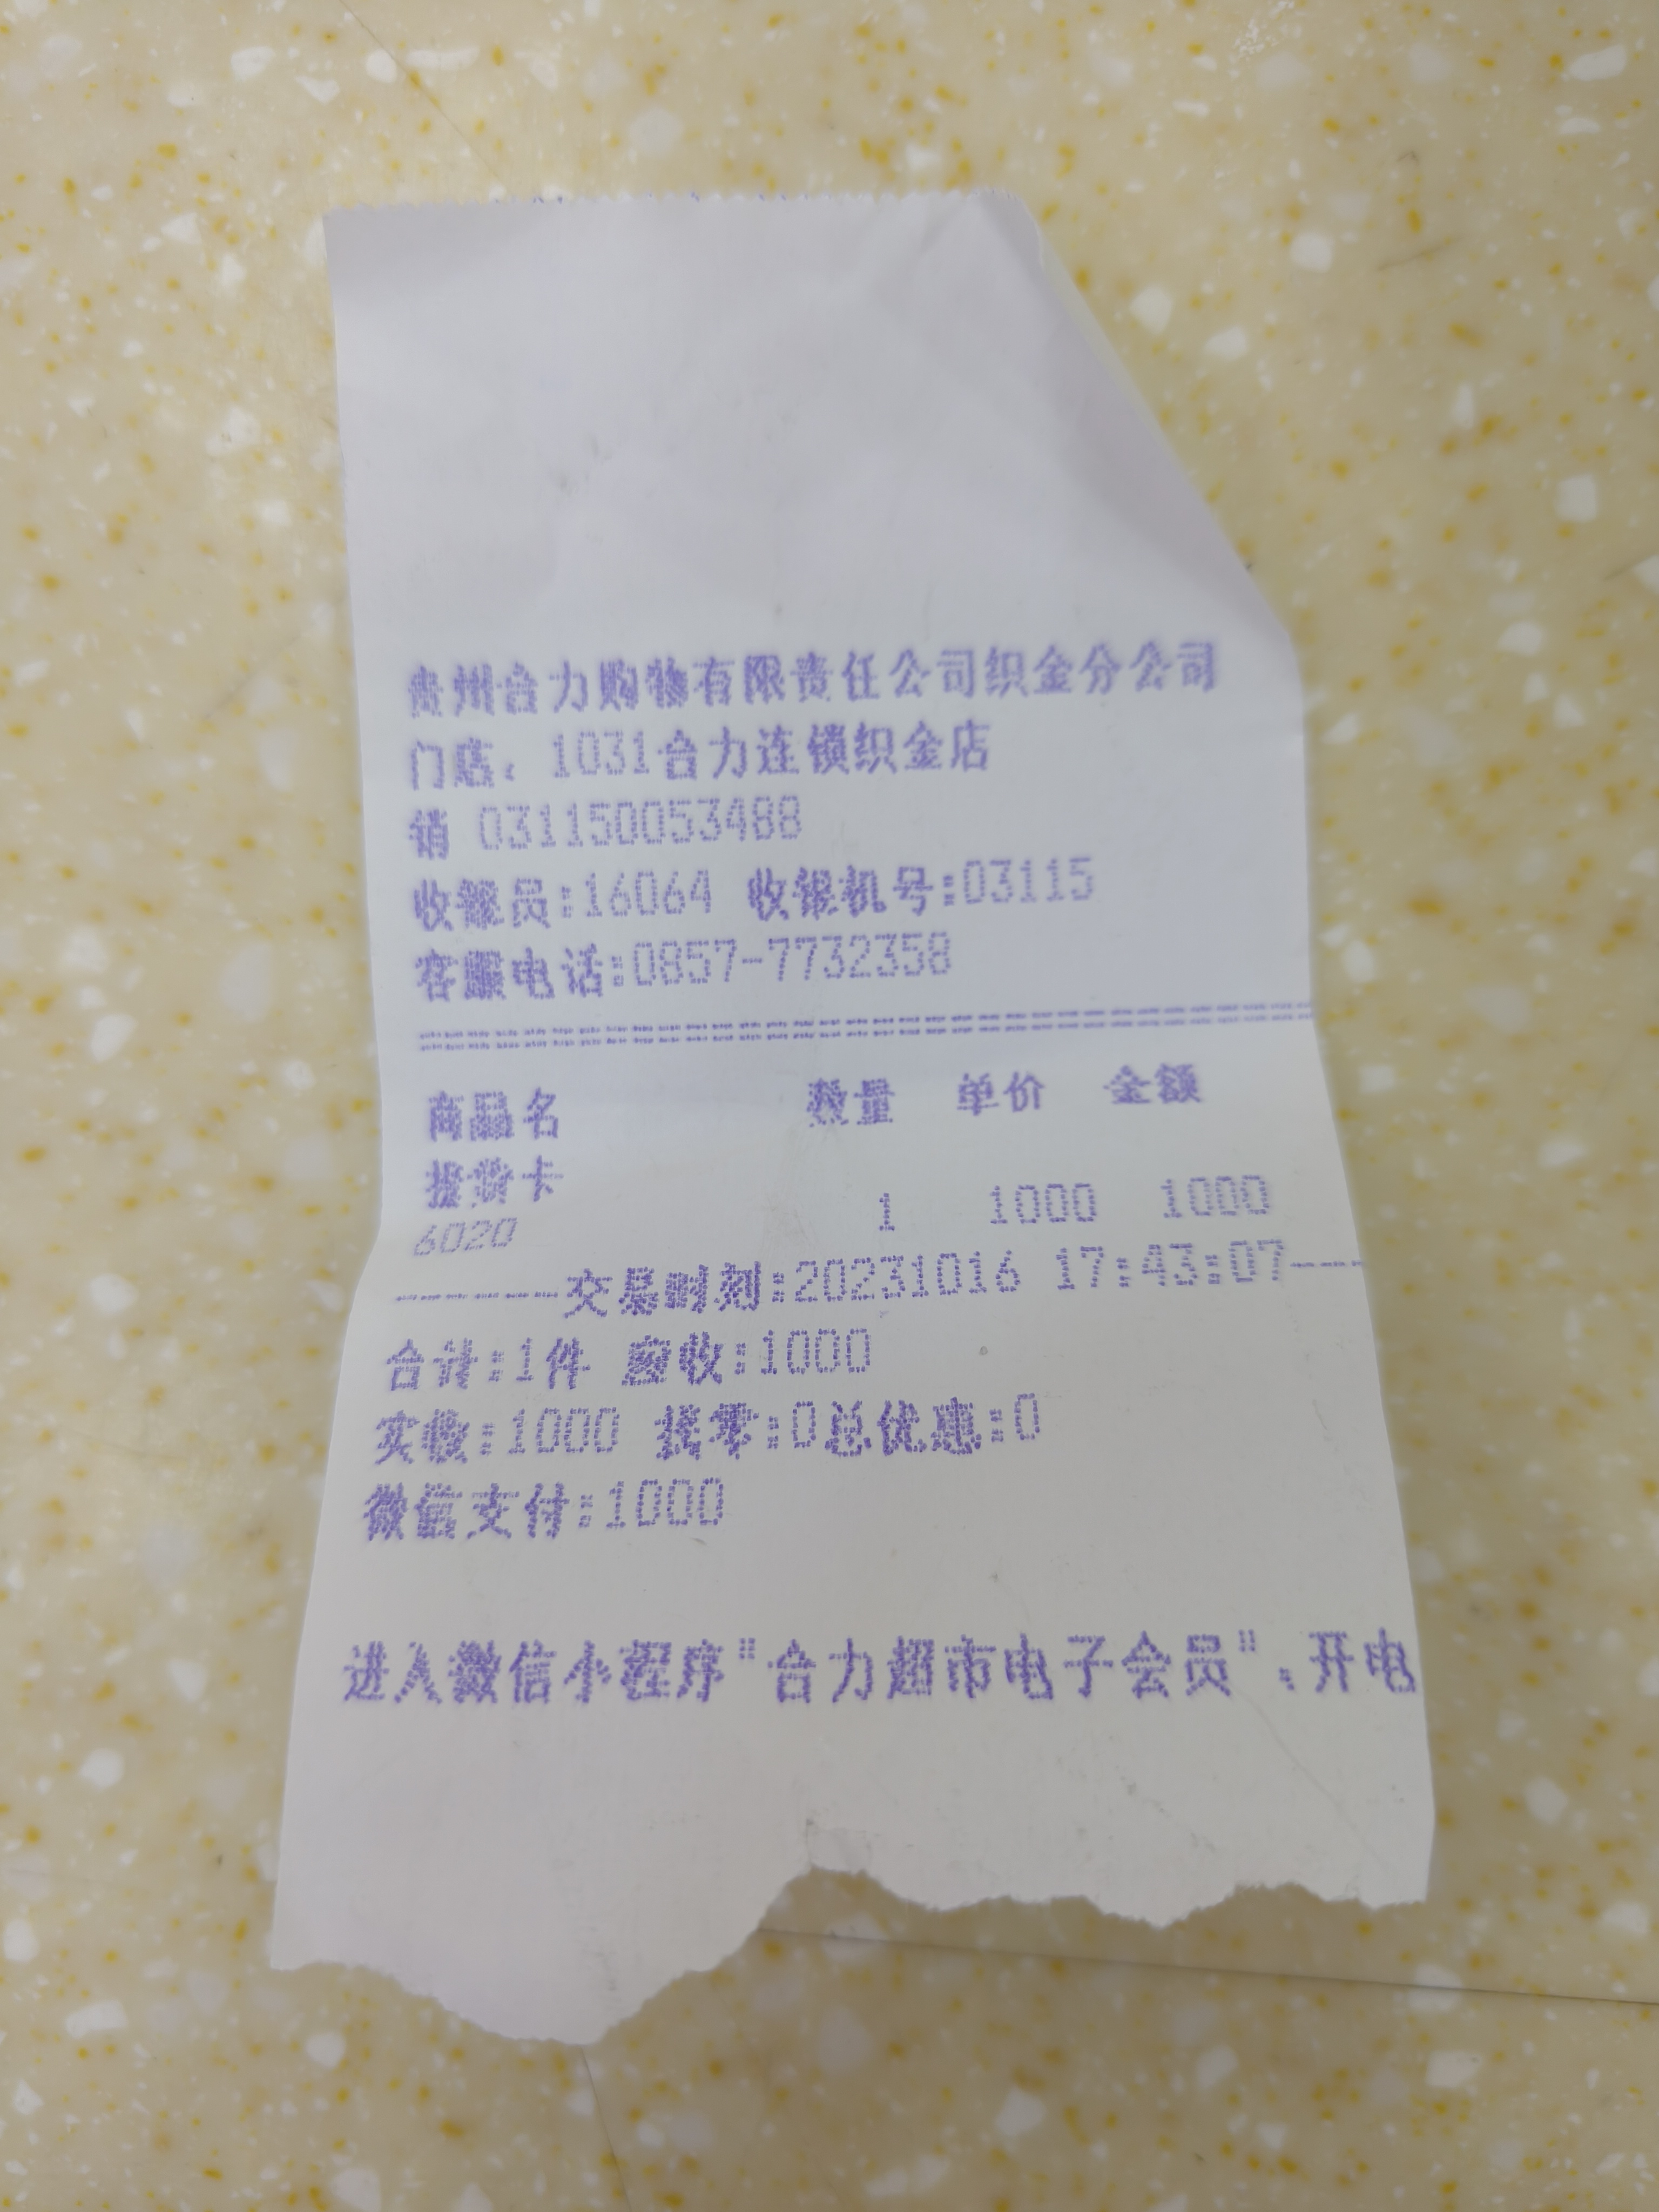 贵州合力购物有限责任公司织金分公司
门店：1031合力连锁织金店
销 031150053488
收银员:16064 收银机号:03115
客服电话:0857-7732358
商品名 数量 单价 金额
提货卡
6020 1 1000 1000
-------交易时刻:20231016 17:43:07---
合计:1件 应收:1000
实收:1000 找零:0总优惠:0
微信支付:1000
进入微信小程序"合力超市电子会员"，开电